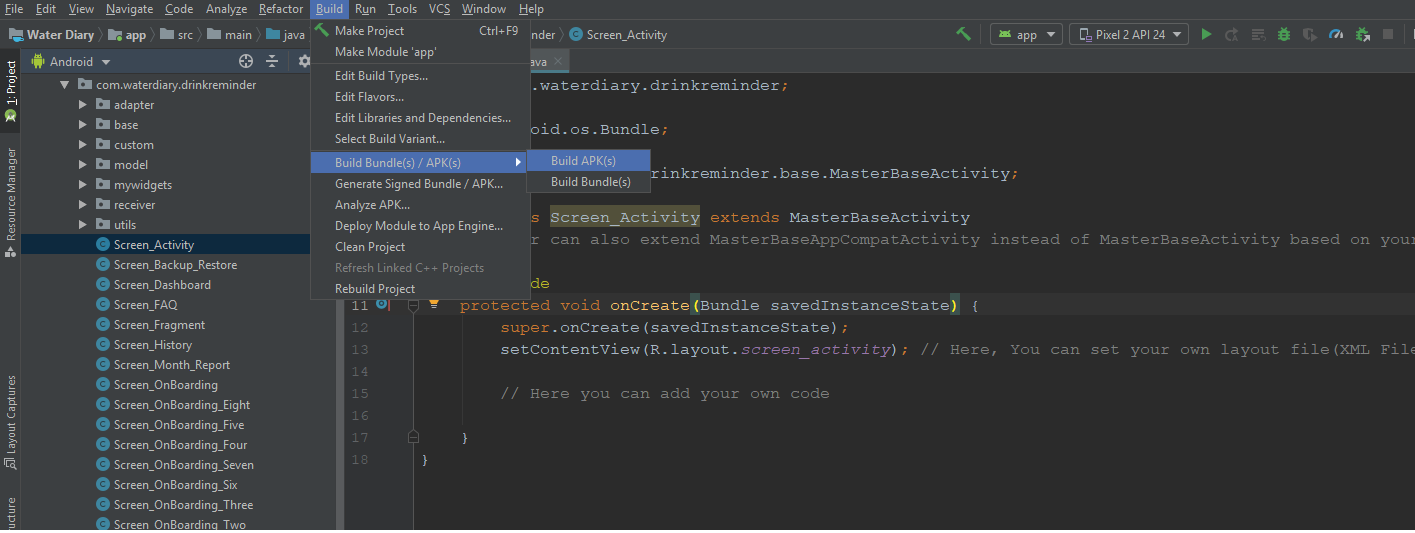 File Edit View Navigate Code Analyze Refactor Build Run Tools VCS Window Help
Water Diary app src main java nder Screen_Activity app Pixel 2 API 24
Android
ava
1: Project
Resource Manager
Layout Captures
ucture
com.waterdiary.drinkreminder
adapter
base
custom
model
mywidgets
receiver
utils
Screen_Activity
Screen_Backup_Restore
Screen_Dashboard
Screen_FAQ
Screen_Fragment
Screen_History
Screen_Month_Report
Screen_OnBoarding
Screen_OnBoarding_Eight
Screen_OnBoarding_Five
Screen_OnBoarding_Four
Screen_OnBoarding_Seven
Screen_OnBoarding_Six
Screen_OnBoarding_Three
Screen_OnBoarding_Two
Make Project Ctrl+F9
Make Module 'app'
Edit Build Types...
Edit Flavors...
Edit Libraries and Dependencies...
Select Build Variant...
Build Bundle(s) / APK(s)
Generate Signed Bundle / APK...
Analyze APK...
Deploy Module to App Engine...
Clean Project
Refresh Linked C++ Projects
Rebuild Project
Build APK(s)
Build Bundle(s)
.waterdiary.drinkreminder;
oid.os.Bundle;
rinkreminder.base.MasterBaseActivity;
s Screen_Activity extends MasterBaseActivity
r can also extend MasterBaseAppCompatActivity instead of MasterBaseActivity based on your
de
11 protected void onCreate(Bundle savedInstanceState) {
12 super.onCreate(savedInstanceState);
13 setContentView(R.layout.screen_activity); // Here, You can set your own layout file(XML File
14
15 // Here you can add your own code
16
17 }
18 }